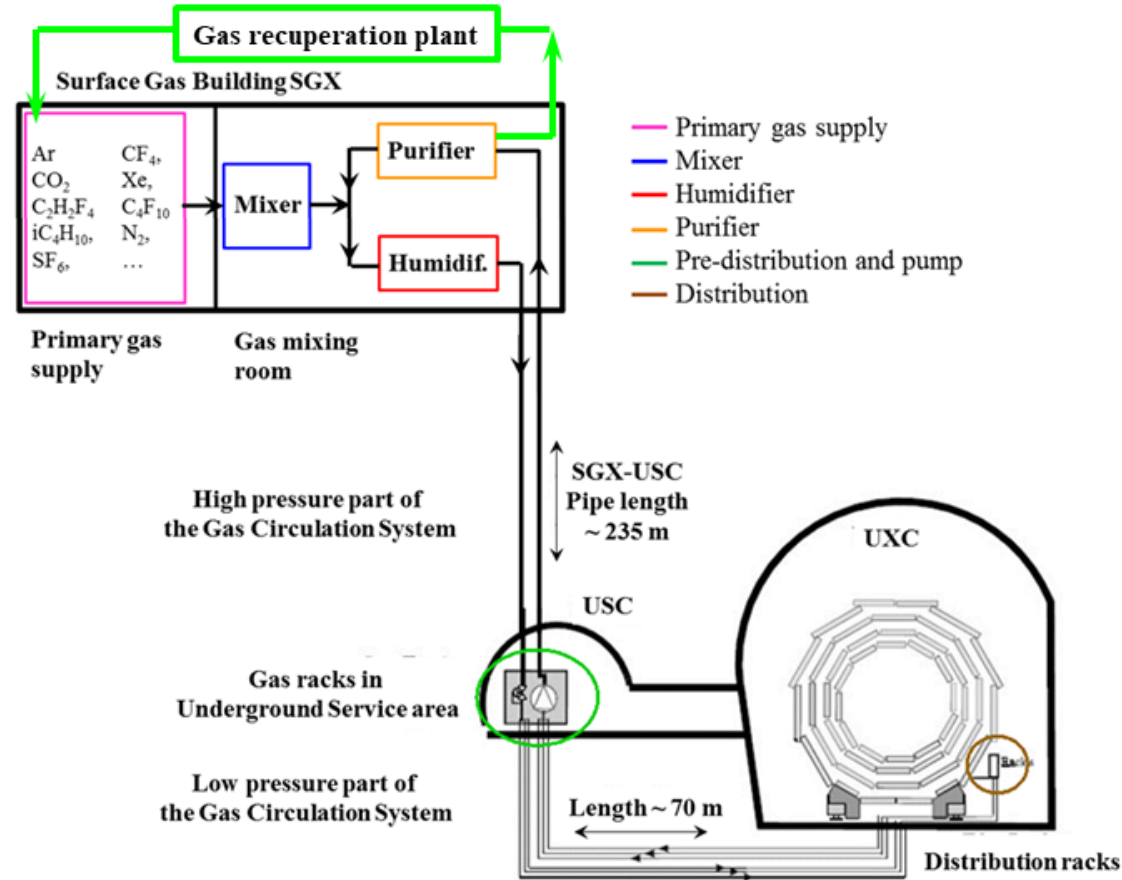 Gas recuperation plant
Surface Gas Building SGX
Ar CF₄,
CO₂ Xe,
C₂H₂F₄ C₄F₁₀
iC₄H₁₀, N₂,
SF₆, …
Mixer
Purifier
Humidif.
Primary gas supply
Mixer
Humidifier
Purifier
Pre-distribution and pump
Distribution
Primary gas
supply
Gas mixing
room
High pressure part of
the Gas Circulation System
SGX-USC
Pipe length
~ 235 m
USC
UXC
Gas racks in
Underground Service area
Low pressure part of
the Gas Circulation System
Length ~ 70 m
Racks
Distribution racks